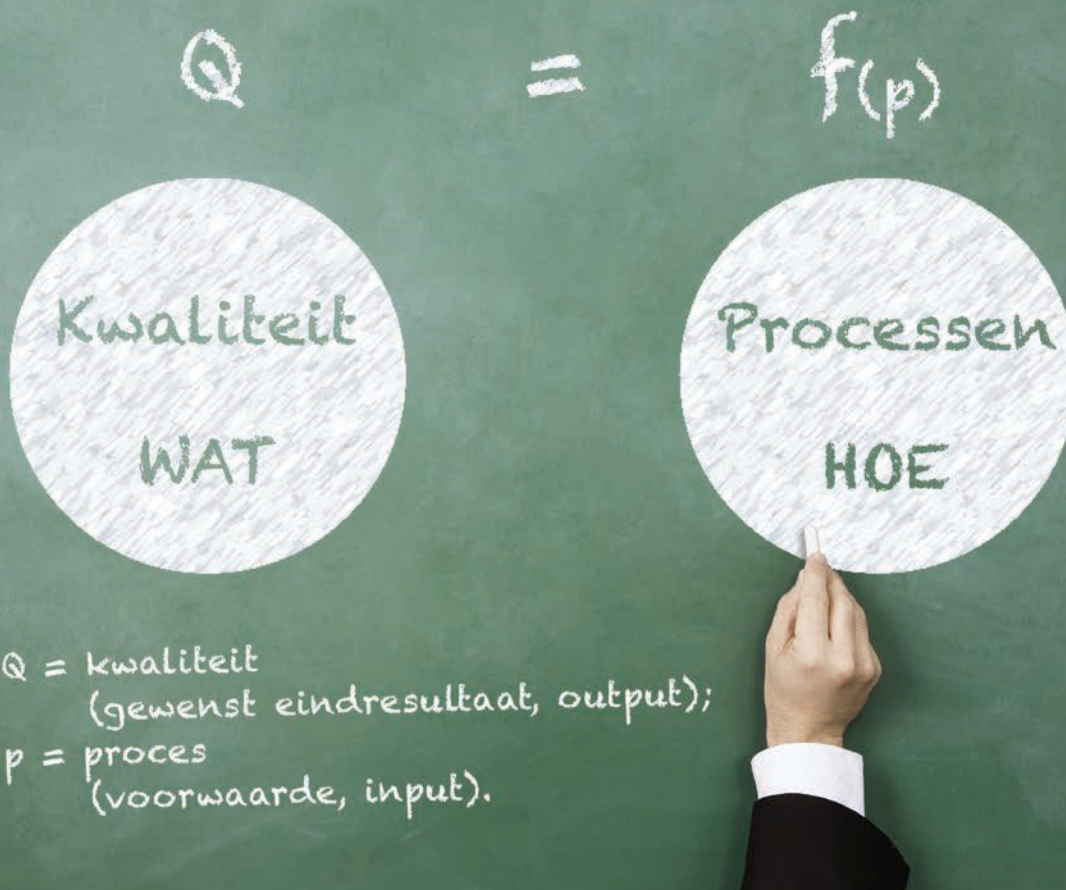 Q = f(p)
Kwaliteit
WAT
Processen
HOE
Q = kwaliteit
(gewenst eindresultaat, output);
p = proces
(voorwaarde, input).